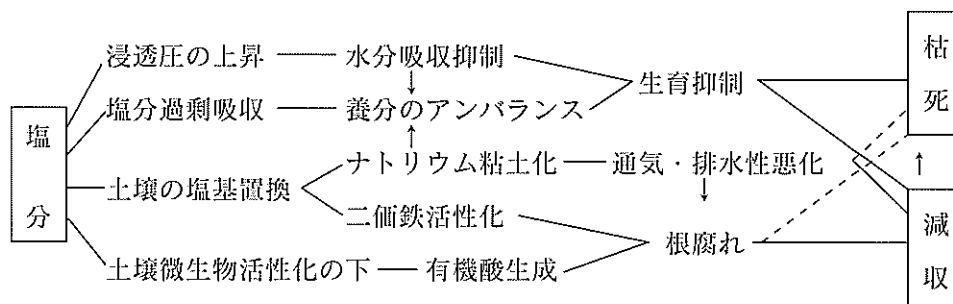 浸透圧の上昇
水分吸収抑制
塩分過剰吸収
養分のアンバランス
生育抑制
枯死
塩分
土壌の塩基置換
ナトリウム粘土化
通気・排水性悪化
二価鉄活性化
根腐れ
減収
土壌微生物活性化の下
有機酸生成